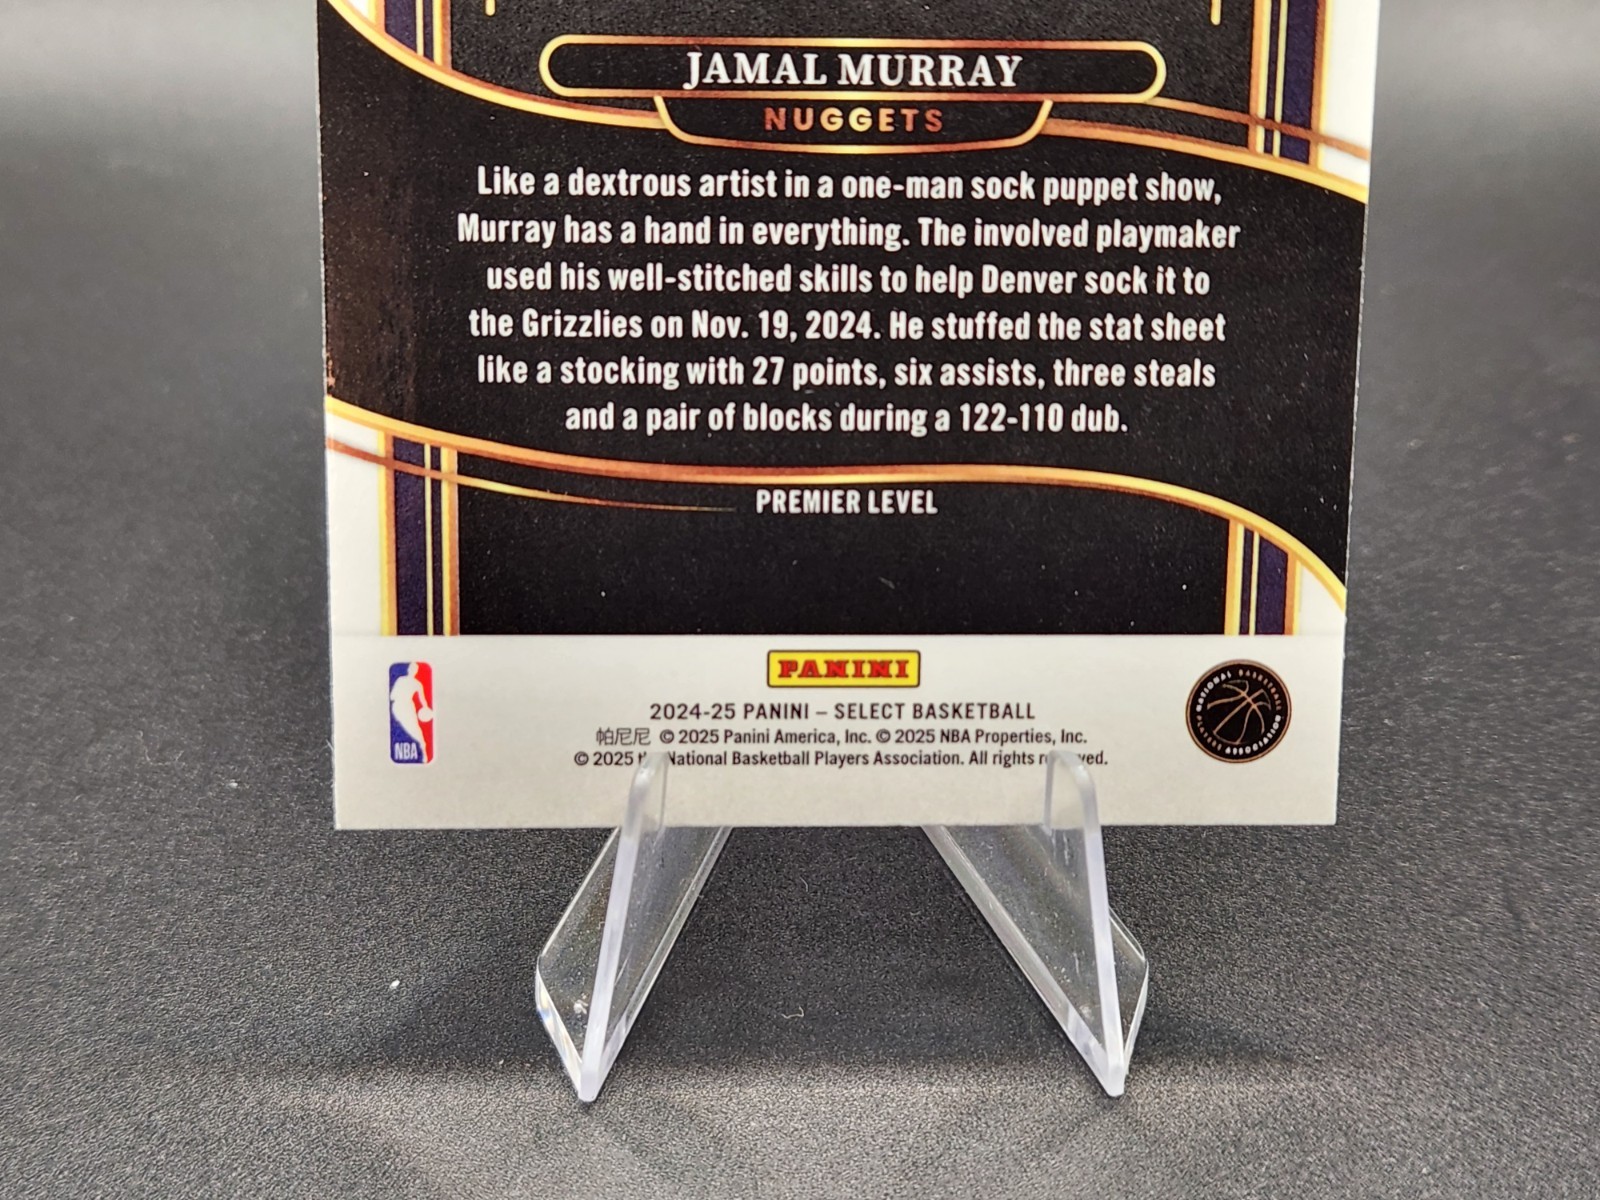 JAMAL MURRAY
NUGGETS
Like a dextrous artist in a one-man sock puppet show,
Murray has a hand in everything. The involved playmaker
used his well-stitched skills to help Denver sock it to
the Grizzlies on Nov. 19, 2024. He stuffed the stat sheet
like a stocking with 27 points, six assists, three steals
and a pair of blocks during a 122-110 dub.
PREMIER LEVEL
PANINI
2024-25 PANINI – SELECT BASKETBALL
帕尼尼 © 2025 Panini America, Inc. © 2025 NBA Properties, Inc.
© 2025 National Basketball Players Association. All rights
NBA
NATIONAL BASKETBALL PLAYERS ASSOCIATION